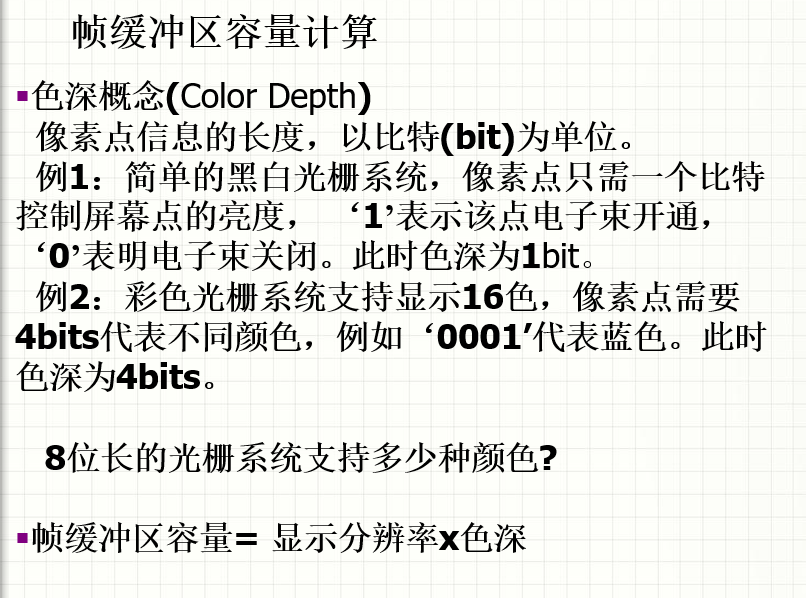 帧缓冲区容量计算
▪色深概念(Color Depth)
像素点信息的长度，以比特(bit)为单位。
例1：简单的黑白光栅系统，像素点只需一个比特
控制屏幕点的亮度， ‘1’表示该点电子束开通，
‘0’表明电子束关闭。此时色深为1bit。
例2：彩色光栅系统支持显示16色，像素点需要
4bits代表不同颜色，例如‘0001’代表蓝色。此时
色深为4bits。
8位长的光栅系统支持多少种颜色?
▪帧缓冲区容量= 显示分辨率x色深